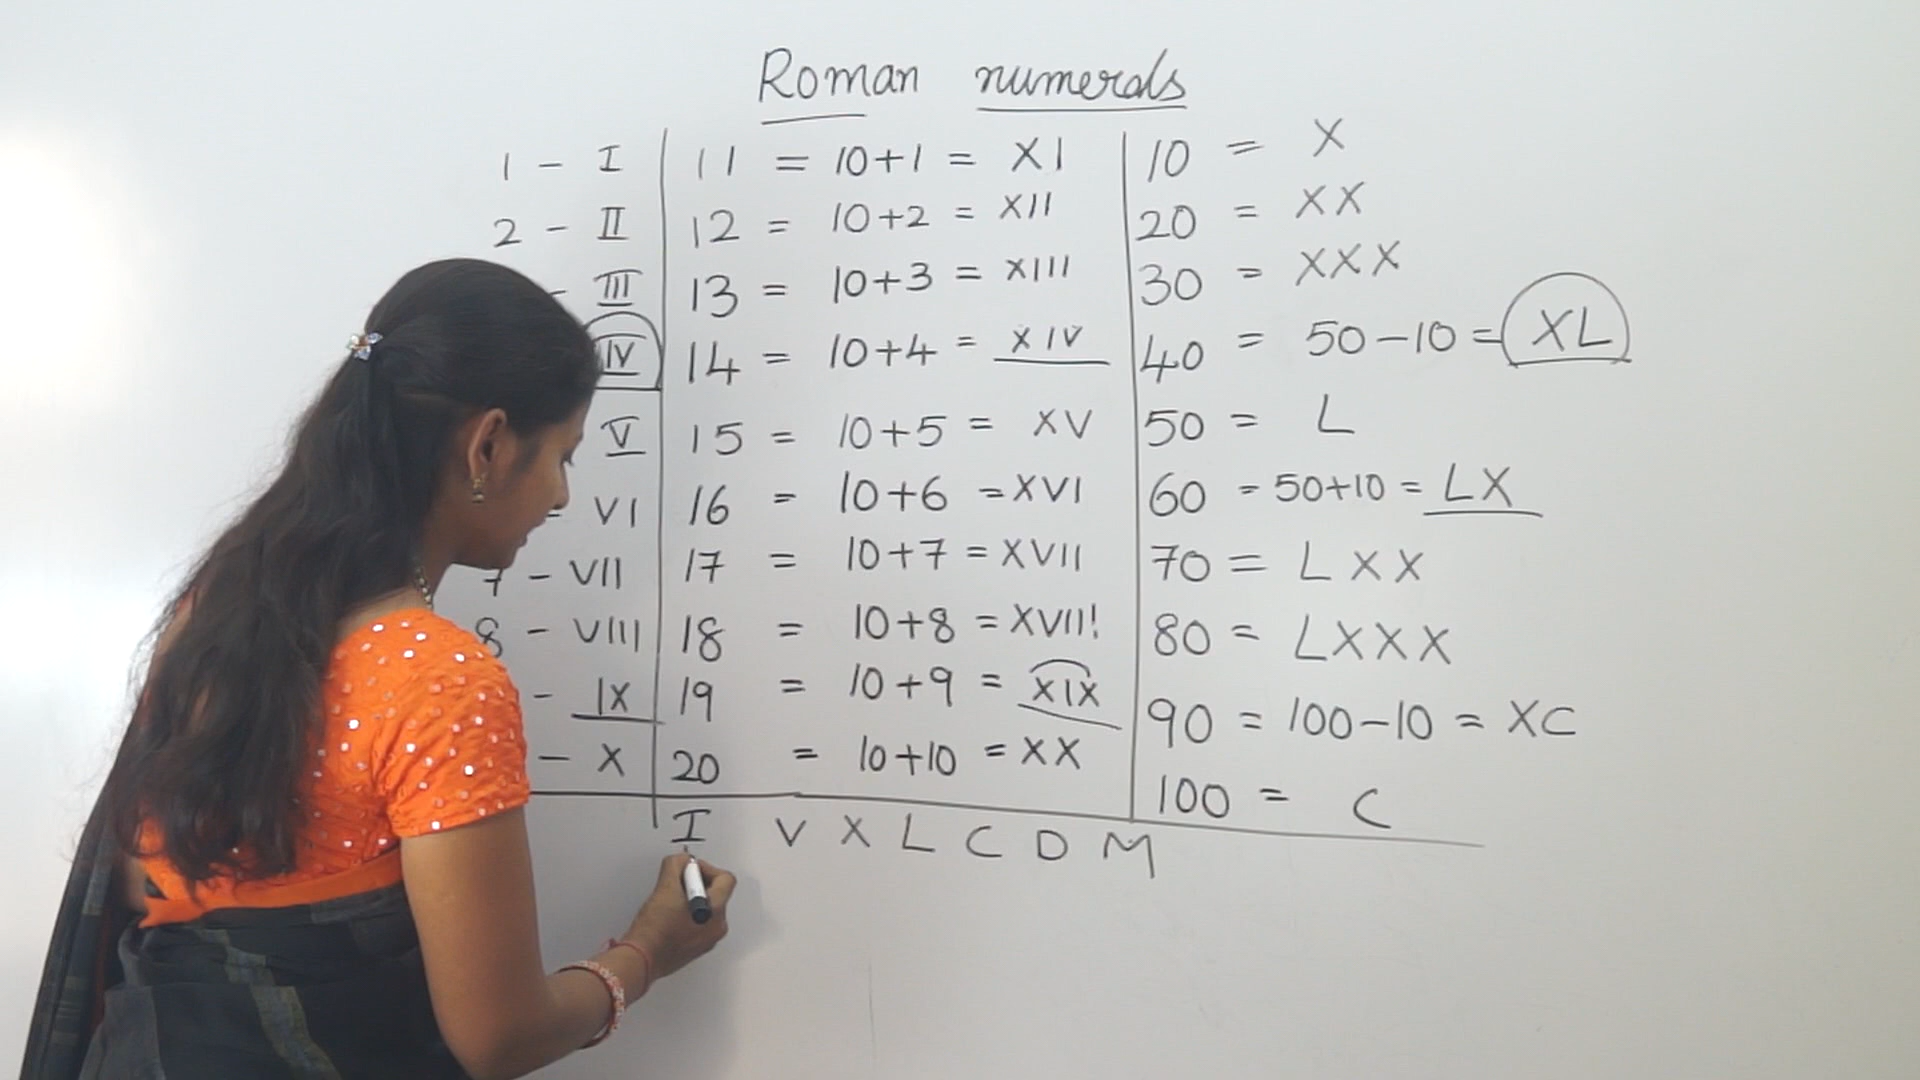 Roman numerals
1 - I
2 - II
- III
IV
V
- VI
7 - VII
8 - VIII
- IX
- X
11 = 10+1 = XI
12 = 10+2 = XII
13 = 10+3 = XIII
14 = 10+4 = XIV
15 = 10+5 = XV
16 = 10+6 = XVI
17 = 10+7 = XVII
18 = 10+8 = XVIII
19 = 10+9 = XIX
20 = 10+10 = XX
10 = X
20 = XX
30 = XXX
40 = 50-10 = XL
50 = L
60 = 50+10 = LX
70 = LXX
80 = LXXX
90 = 100-10 = XC
100 = C
I V X L C D M